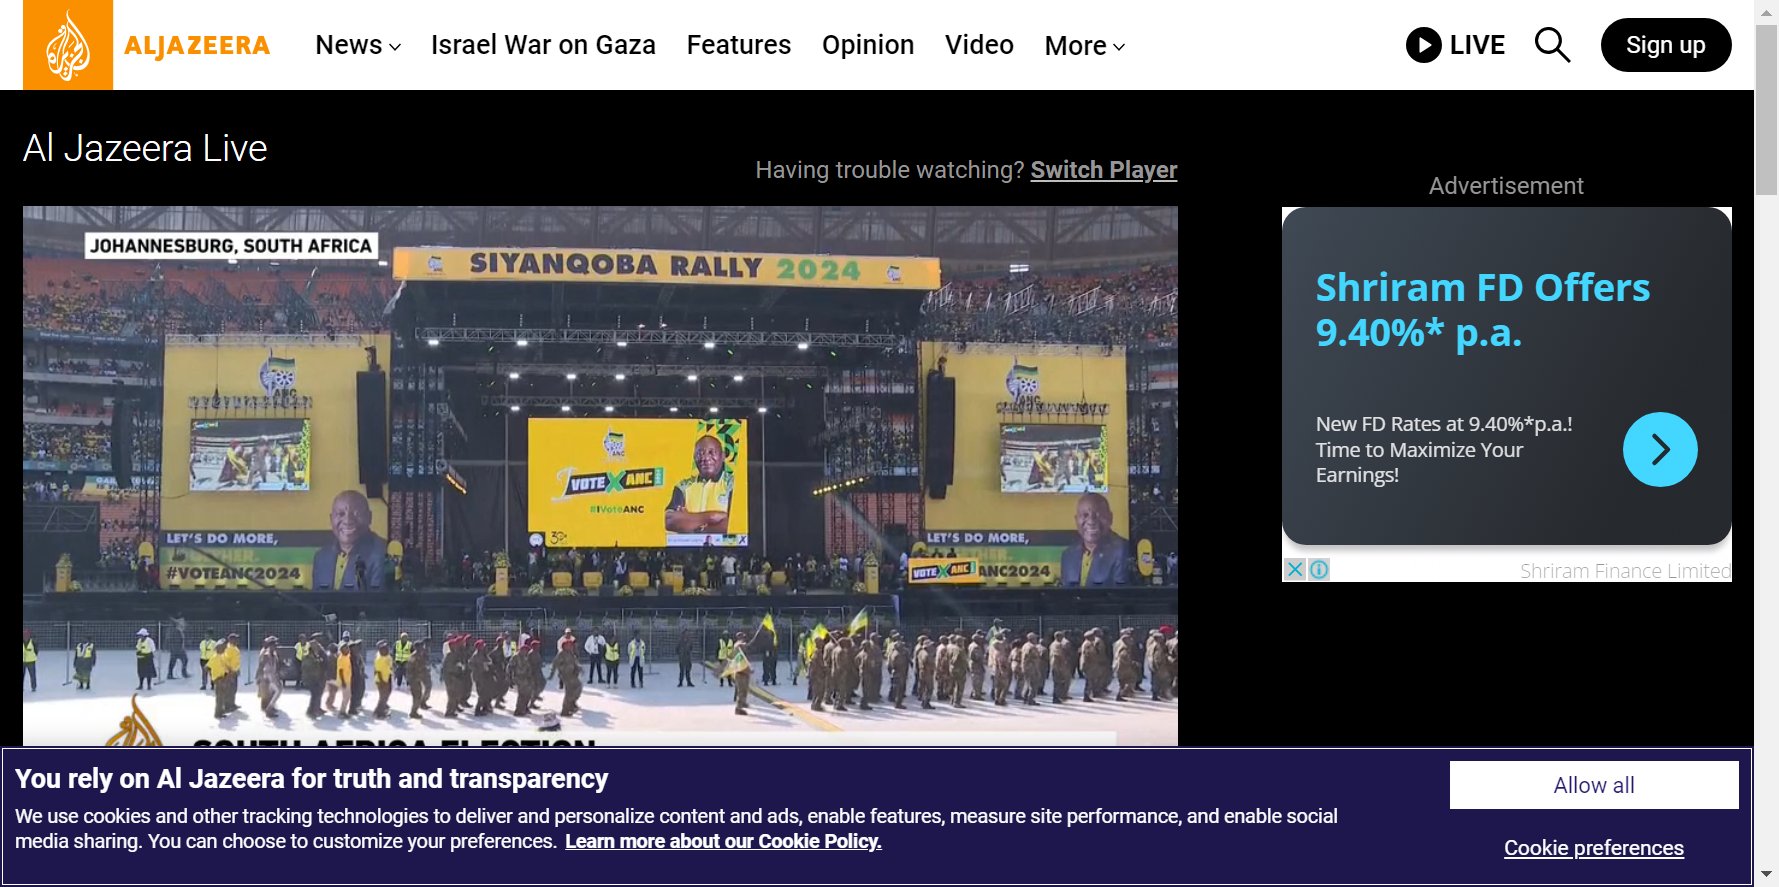 ALJAZEERA
News
Israel War on Gaza
Features
Opinion
Video
More
LIVE
Sign up
Al Jazeera Live
Having trouble watching? Switch Player
JOHANNESBURG, SOUTH AFRICA
SIYANQOBA RALLY 2024
ANC
ANC
I VOTE X ANC
#IVoteANC
LET'S DO MORE,
#VOTEANC2024
LET'S DO MORE,
VOTE X ANC
ANC2024
SOUTH AFRICA ELECTION
Advertisement
Shriram FD Offers
9.40%* p.a.
New FD Rates at 9.40%*p.a.!
Time to Maximize Your
Earnings!
Shriram Finance Limited
You rely on Al Jazeera for truth and transparency
We use cookies and other tracking technologies to deliver and personalize content and ads, enable features, measure site performance, and enable social
media sharing. You can choose to customize your preferences. Learn more about our Cookie Policy.
Allow all
Cookie preferences